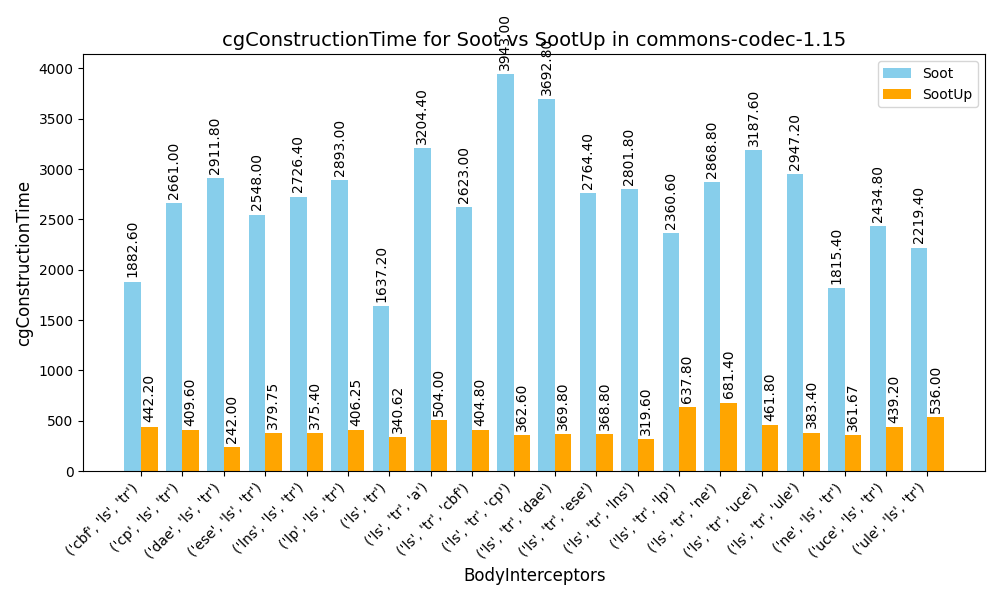 cgConstructionTime for Soot vs SootUp in commons-codec-1.15
Soot
SootUp
cgConstructionTime
4000
3500
3000
2500
2000
1500
1000
500
0
1882.60
442.20
2661.00
409.60
2911.80
242.00
2548.00
379.75
2726.40
375.40
2893.00
406.25
1637.20
340.62
3204.40
504.00
2623.00
404.80
3943.00
362.60
3692.80
369.80
2764.40
368.80
2801.80
319.60
2360.60
637.80
2868.80
681.40
3187.60
461.80
2947.20
383.40
1815.40
361.67
2434.80
439.20
2219.40
536.00
('cbf', 'ls', 'tr')
('cp', 'ls', 'tr')
('dae', 'ls', 'tr')
('ese', 'ls', 'tr')
('lns', 'ls', 'tr')
('lp', 'ls', 'tr')
('ls', 'tr')
('ls', 'tr', 'a')
('ls', 'tr', 'cbf')
('ls', 'tr', 'cp')
('ls', 'tr', 'dae')
('ls', 'tr', 'ese')
('ls', 'tr', 'lns')
('ls', 'tr', 'lp')
('ls', 'tr', 'ne')
('ls', 'tr', 'uce')
('ls', 'tr', 'ule')
('ne', 'ls', 'tr')
('uce', 'ls', 'tr')
('ule', 'ls', 'tr')
BodyInterceptors